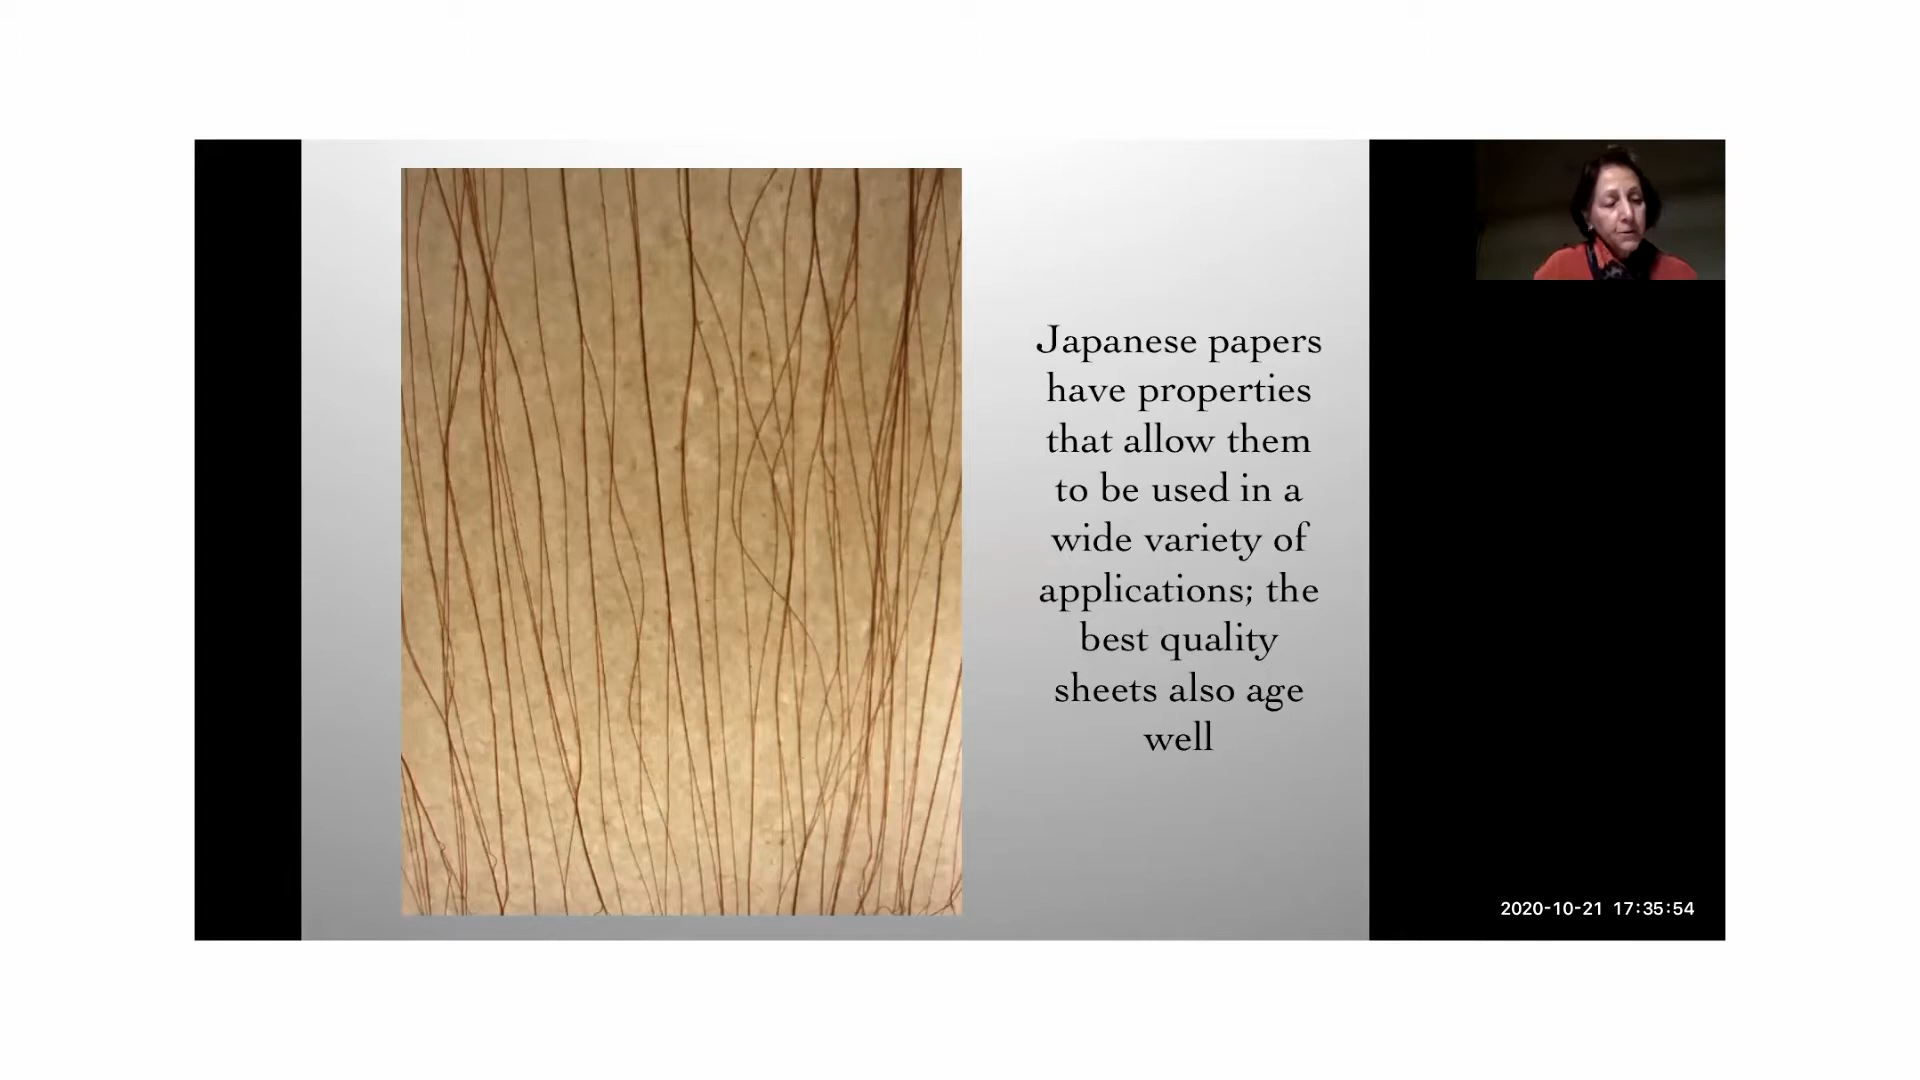 Japanese papers
have properties
that allow them
to be used in a
wide variety of
applications; the
best quality
sheets also age
well
2020-10-21 17:35:54